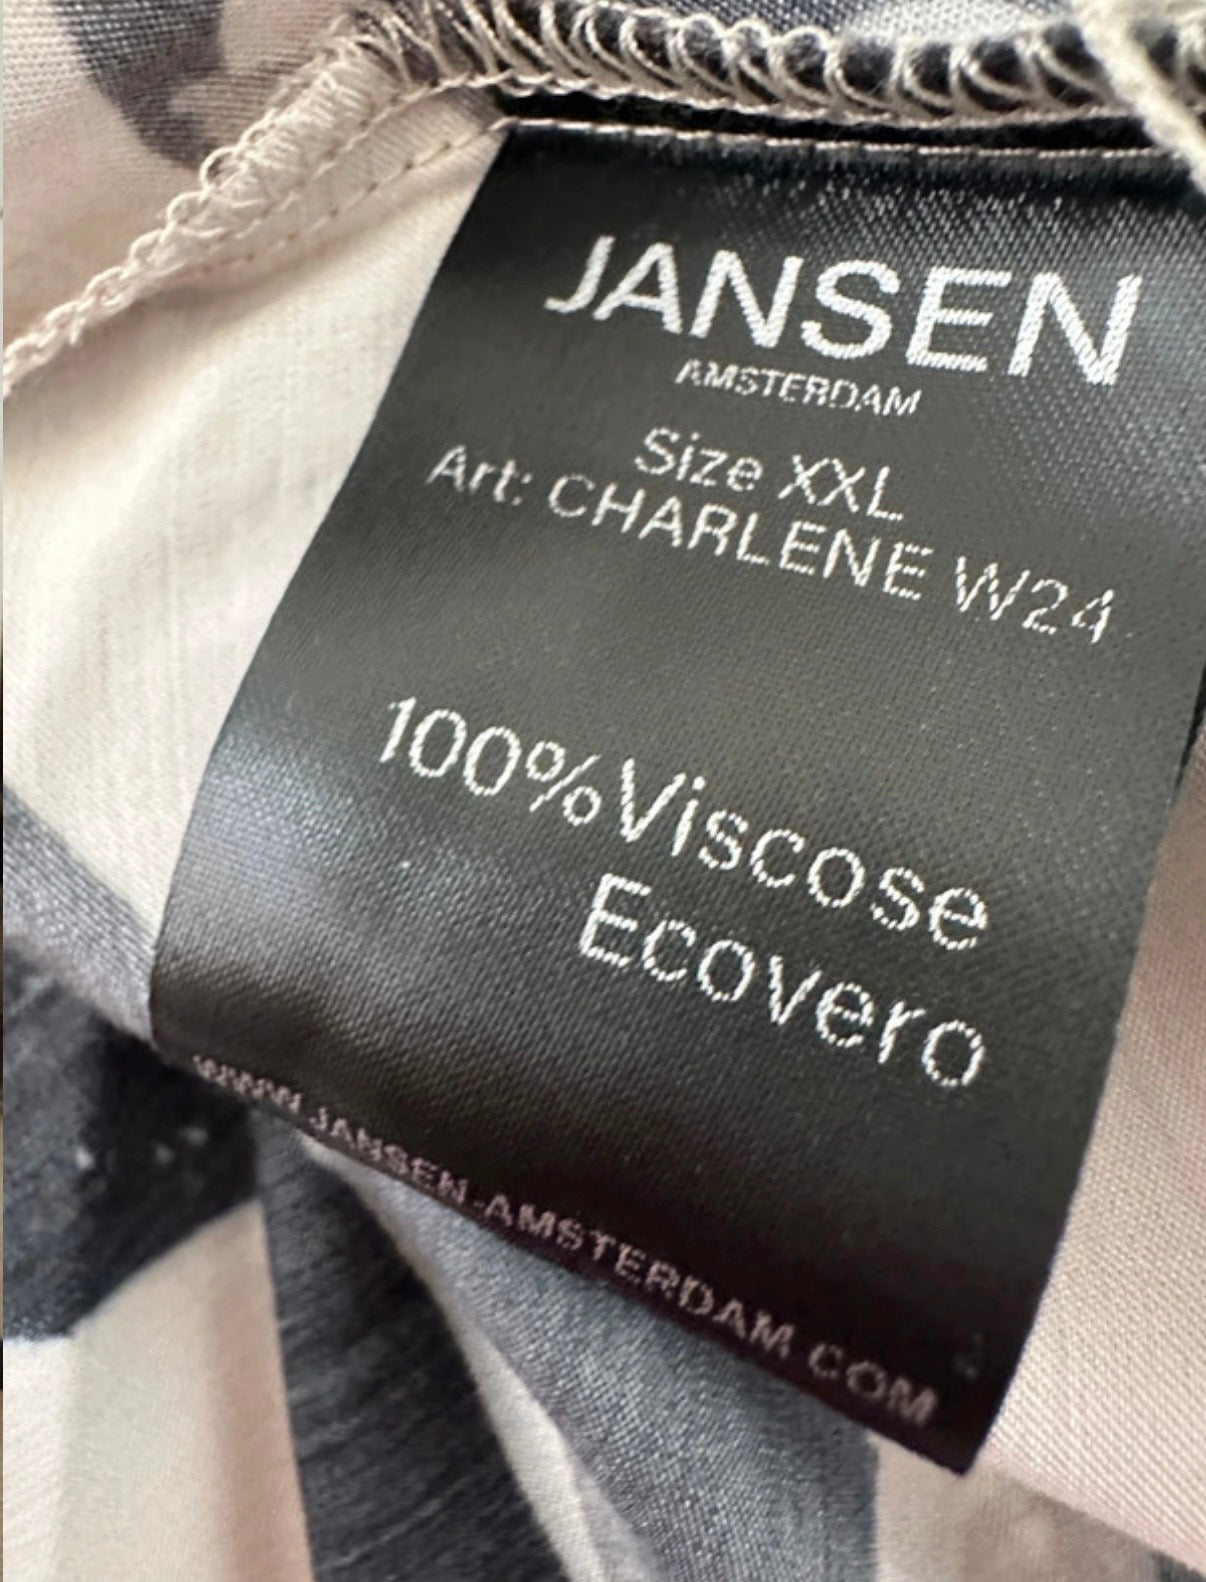 JANSEN
AMSTERDAM
Size XXL
Art: CHARLENE W24
100%Viscose
Ecovero
WWW.JANSEN-AMSTERDAM.COM